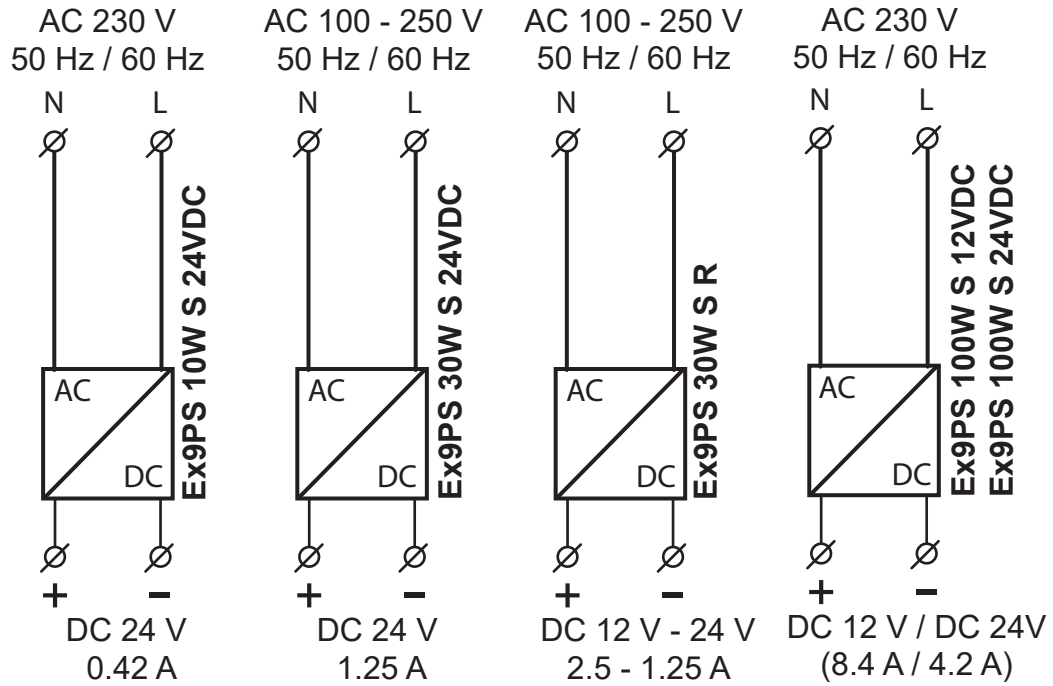 AC 230 V
50 Hz / 60 Hz
N L
AC
DC
Ex9PS 10W S 24VDC
+ −
DC 24 V
0.42 A
AC 100 - 250 V
50 Hz / 60 Hz
N L
AC
DC
Ex9PS 30W S 24VDC
+ −
DC 24 V
1.25 A
AC 100 - 250 V
50 Hz / 60 Hz
N L
AC
DC
Ex9PS 30W S R
+ −
DC 12 V - 24 V
2.5 - 1.25 A
AC 230 V
50 Hz / 60 Hz
N L
AC
DC
Ex9PS 100W S 12VDC
Ex9PS 100W S 24VDC
+ −
DC 12 V / DC 24V
(8.4 A / 4.2 A)